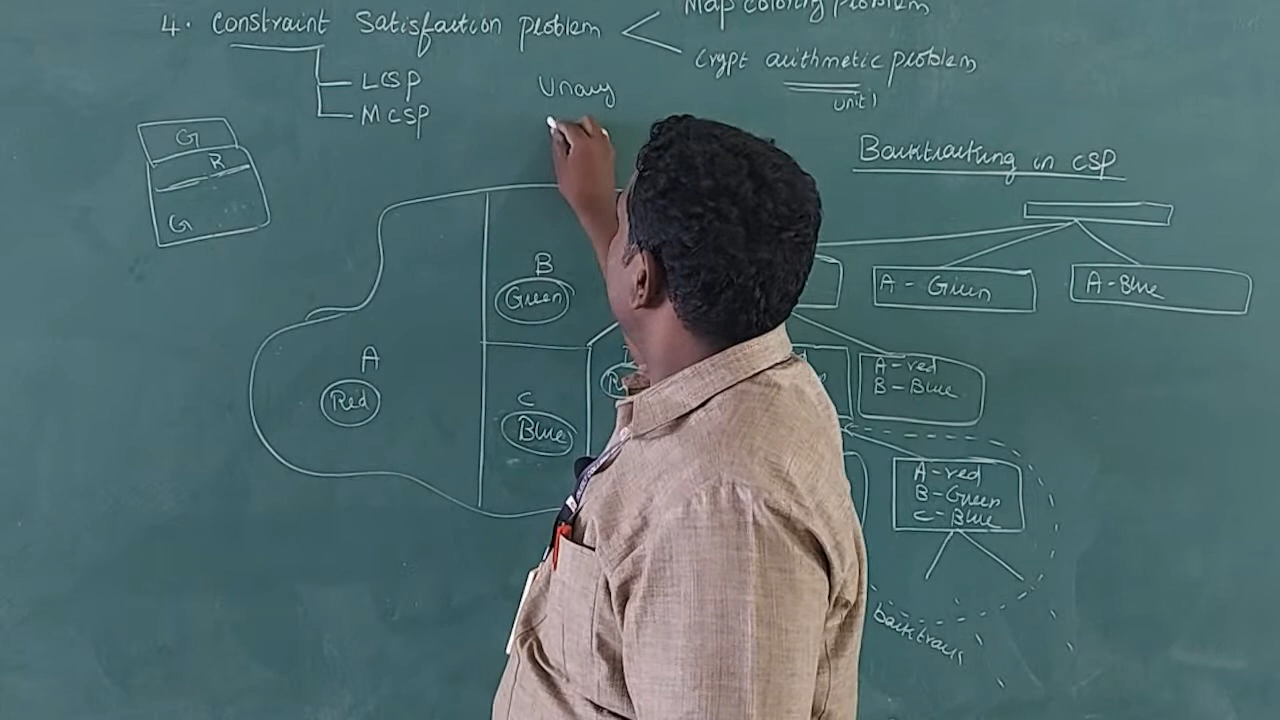 Map coloring problem
4. Constraint Satisfaction problem
Crypt arithmetic problem
unit 1
LCSP
MCSP
Unary
G
R
G
Backtracking in CSP
B
Green
A - Green
A - Blue
A
Red
C
Blue
A - red
B - Blue
A - red
B - Green
C - Blue